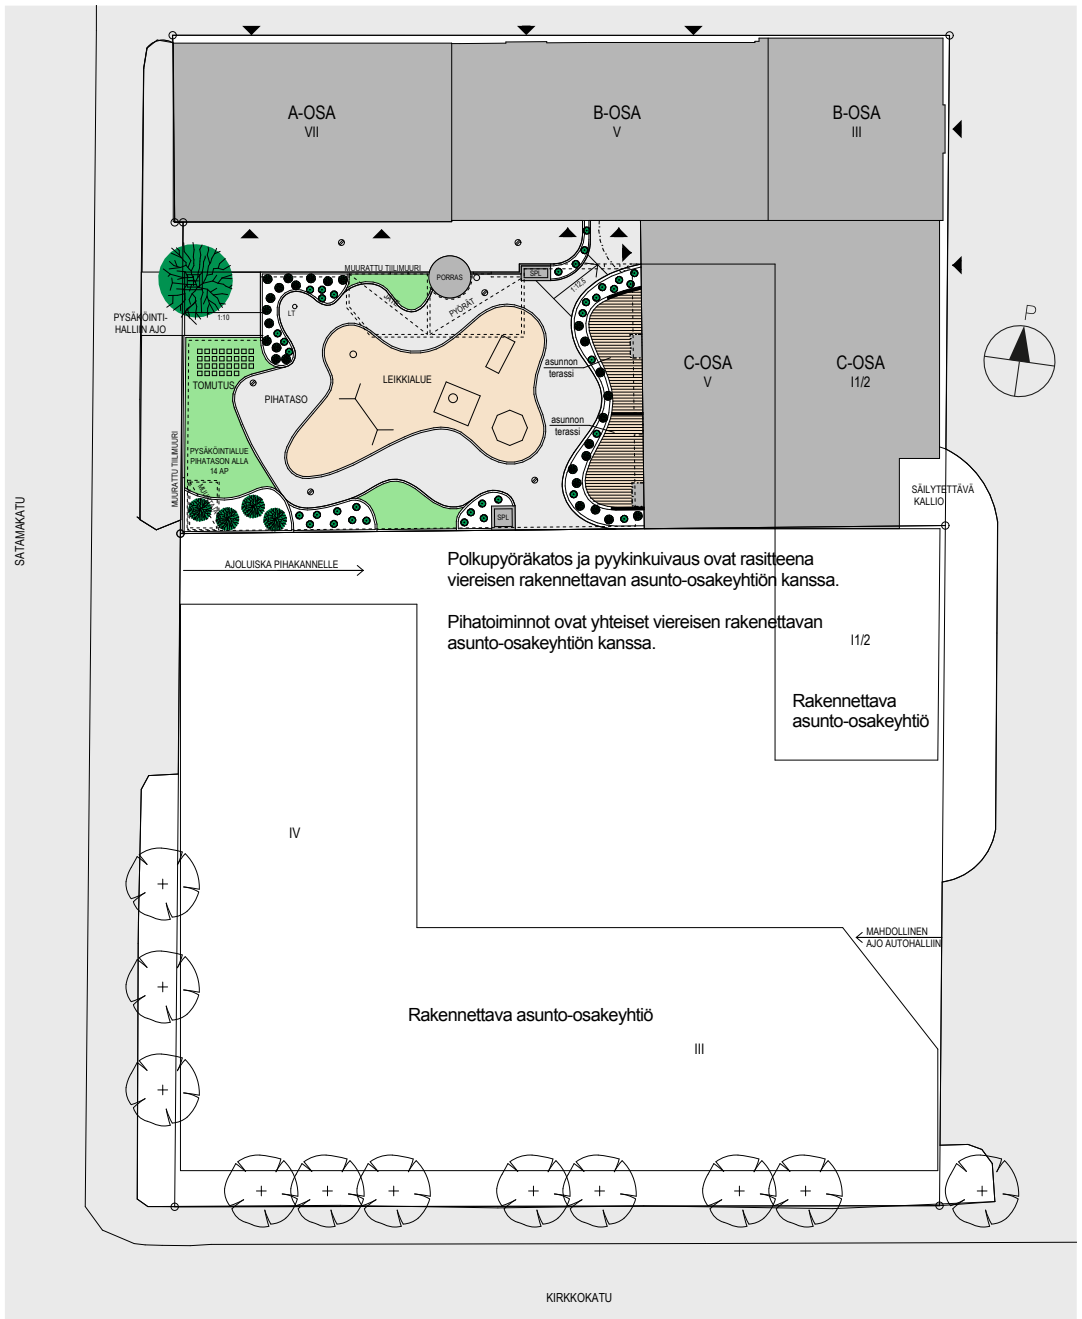 A-OSA
VII
B-OSA
V
B-OSA
III
MUURATTU TIILIMUURI
PORRAS
SPL
1:12,5
JÄTE
PYÖRÄT
LT
PYSÄKÖINTI-
HALLIIN AJO
1:10
P
C-OSA
V
C-OSA
I1/2
asunnon
terassi
LEIKKIALUE
TOMUTUS
PIHATASO
asunnon
terassi
MUURATTU TIILIMUURI
PYSÄKÖINTIALUE
PIHATASON ALLA
14 AP
SPL
SÄILYTETTÄVÄ
KALLIO
SATAMAKATU
AJOLUISKA PIHAKANNELLE
Polkupyöräkatos ja pyykinkuivaus ovat rasitteena
viereisen rakennettavan asunto-osakeyhtiön kanssa.
Pihatoiminnot ovat yhteiset viereisen rakenettavan
asunto-osakeyhtiön kanssa.
I1/2
Rakennettava
asunto-osakeyhtiö
IV
MAHDOLLINEN
AJO AUTOHALLIIN
Rakennettava asunto-osakeyhtiö
III
KIRKKOKATU